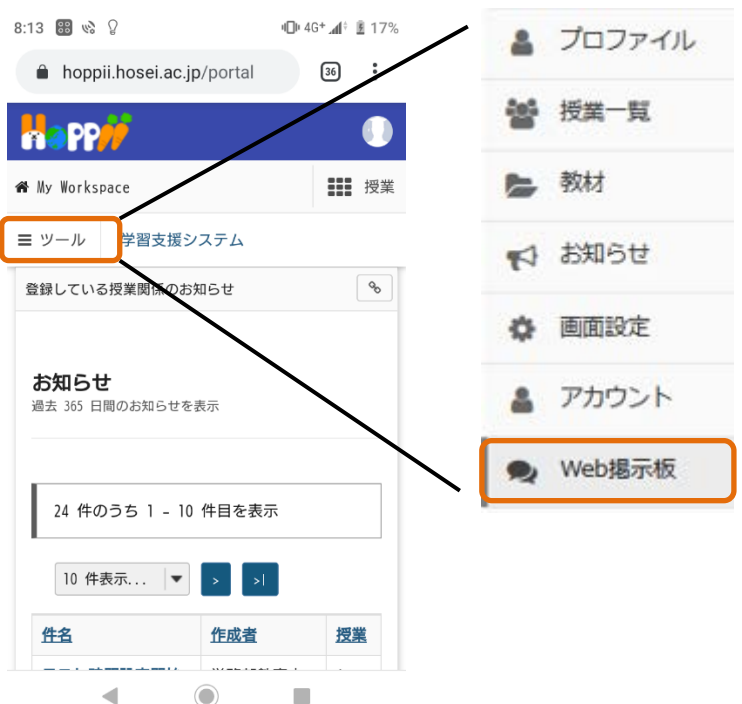 8:13
4G+ 17%
hoppii.hosei.ac.jp/portal
36
Hoppii
My Workspace
授業
ツール
学習支援システム
登録している授業関係のお知らせ
お知らせ
過去 365 日間のお知らせを表示
24 件のうち 1 - 10 件目を表示
10 件表示...
> >|
件名 作成者 授業
プロファイル
授業一覧
教材
お知らせ
画面設定
アカウント
Web掲示板